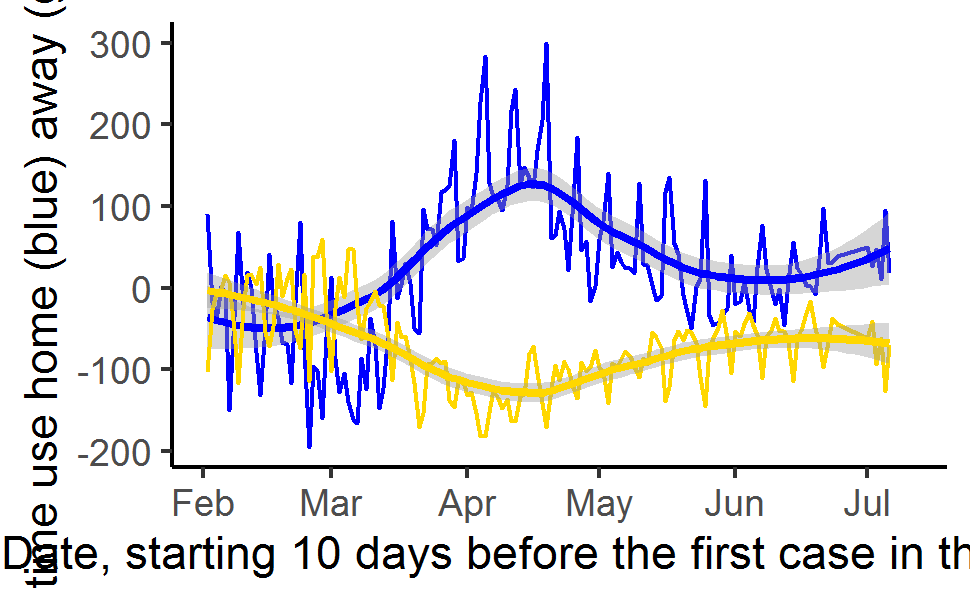 time use home (blue) away (g
300
200
100
0
-100
-200
Feb Mar Apr May Jun Jul
Date, starting 10 days before the first case in th